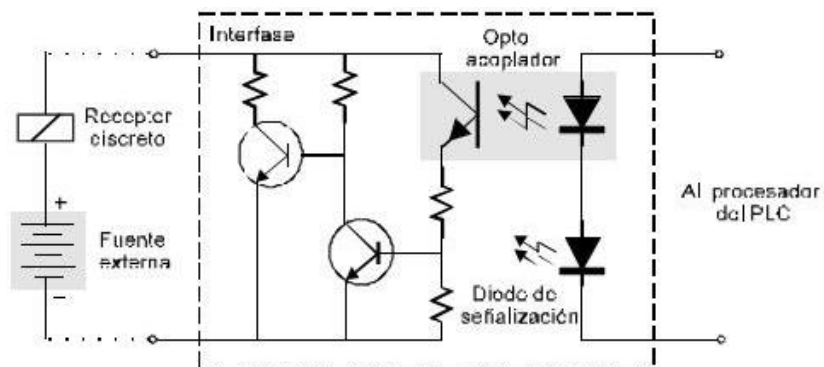 Interfase
Opto
acoplador
Receptor
discreto
+
Fuente
externa
−
Al procesador
del PLC
Diodo de
señalización